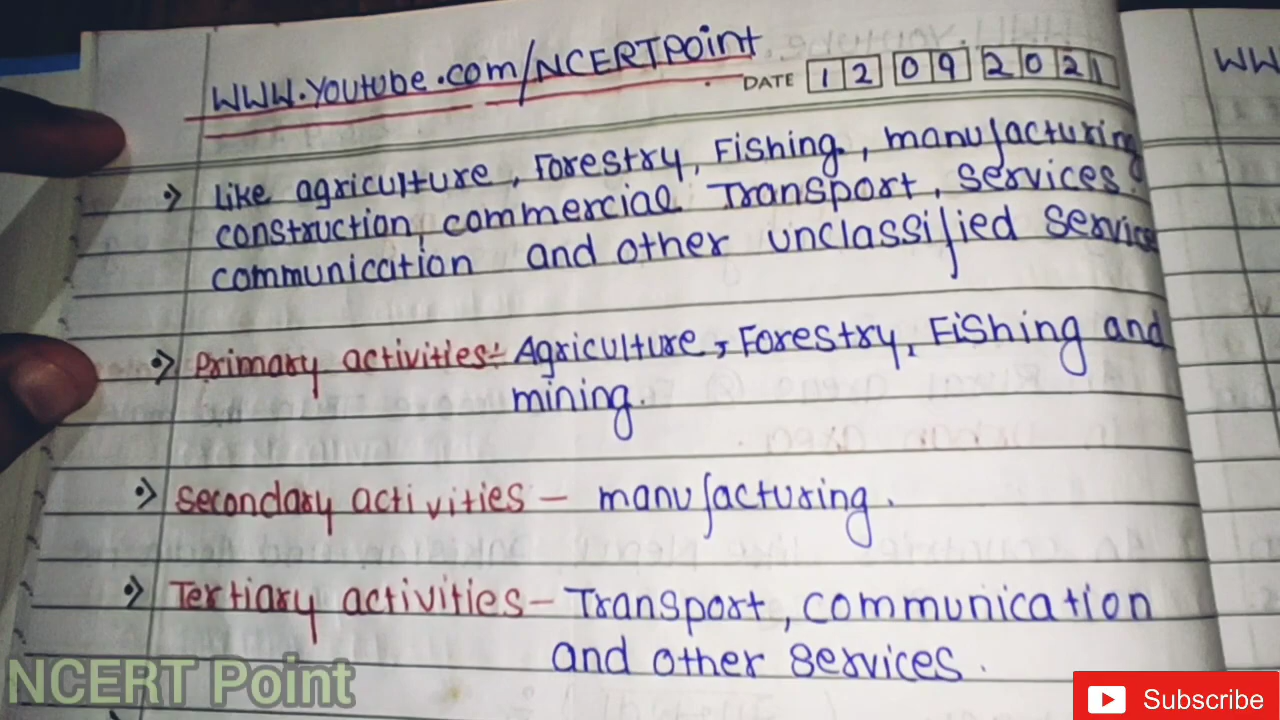 WWW.Youtube.com/NCERTPoint
DATE 12 09 2021
WW
→ Like agriculture, Forestry, Fishing, manufacturing
construction, commercial Transport, services.
communication and other unclassified service
→ Primary activities:- Agriculture, Forestry, Fishing and
mining.
→ Secondary activities - manufacturing.
→ Tertiary activities - Transport, communication
and other services.
NCERT Point
Subscribe